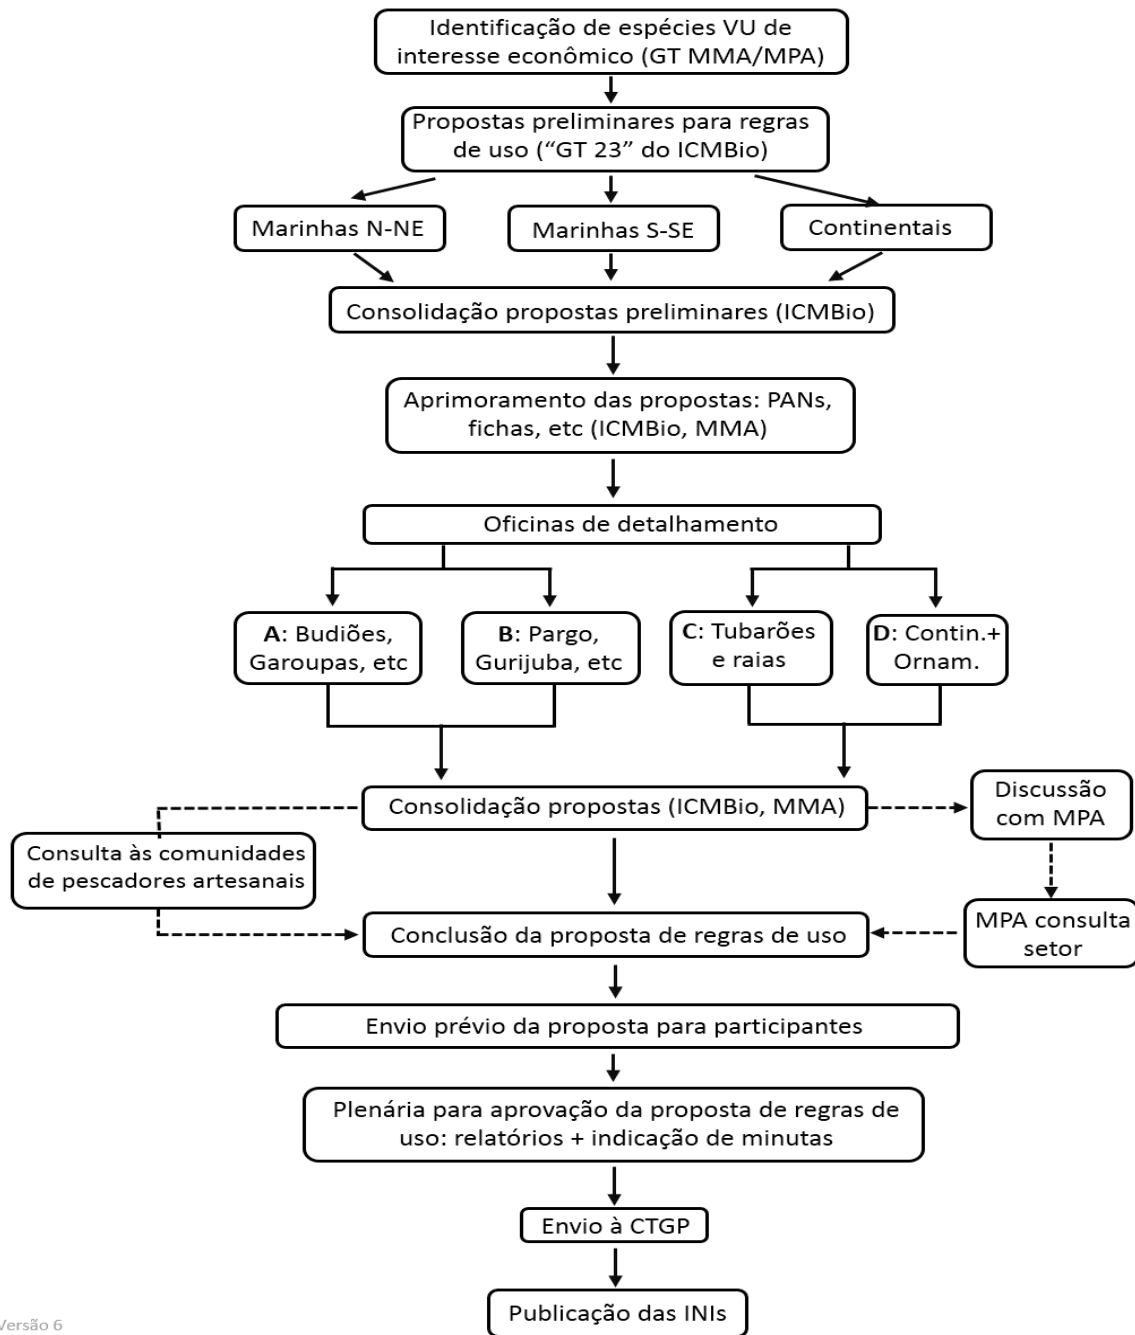 Identificação de espécies VU de
interesse econômico (GT MMA/MPA)
Propostas preliminares para regras
de uso (“GT 23” do ICMBio)
Marinhas N-NE
Marinhas S-SE
Continentais
Consolidação propostas preliminares (ICMBio)
Aprimoramento das propostas: PANs,
fichas, etc (ICMBio, MMA)
Oficinas de detalhamento
A: Budiões,
Garoupas, etc
B: Pargo,
Gurijuba, etc
C: Tubarões
e raias
D: Contin.+
Ornam.
Consolidação propostas (ICMBio, MMA)
Discussão
com MPA
Consulta às comunidades
de pescadores artesanais
MPA consulta
setor
Conclusão da proposta de regras de uso
Envio prévio da proposta para participantes
Plenária para aprovação da proposta de regras de
uso: relatórios + indicação de minutas
Envio à CTGP
Publicação das INIs
Versão 6